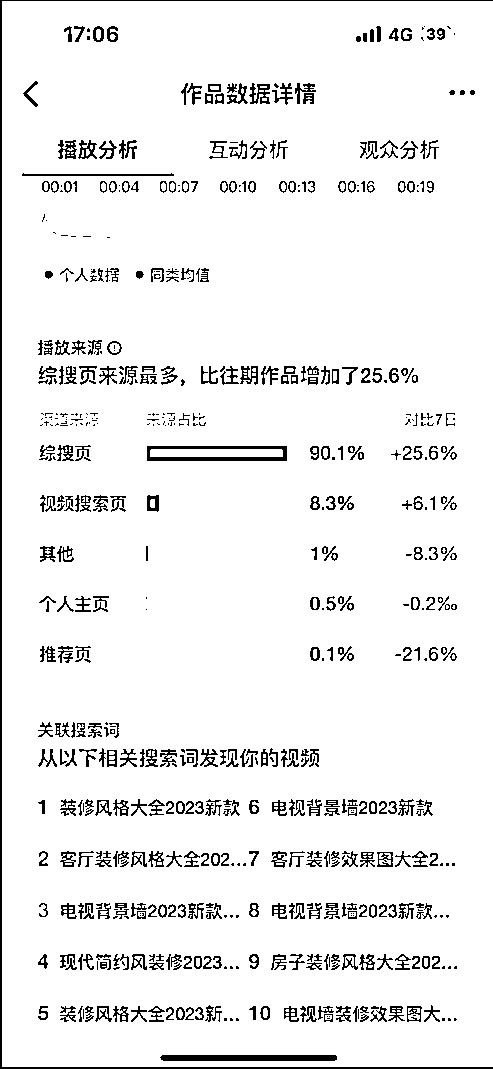 17:06 4G 39
作品数据详情
播放分析 互动分析 观众分析
00:01 00:04 00:07 00:10 00:13 00:16 00:19
个人数据 同类均值
播放来源
综搜页来源最多，比往期作品增加了25.6%
渠道来源 来源占比 对比7日
综搜页 90.1% +25.6%
视频搜索页 8.3% +6.1%
其他 1% -8.3%
个人主页 0.5% -0.2%
推荐页 0.1% -21.6%
关联搜索词
从以下相关搜索词发现你的视频
1 装修风格大全2023新款 6 电视背景墙2023新款
2 客厅装修风格大全202... 7 客厅装修效果图大全2...
3 电视背景墙2023新款... 8 电视背景墙2023新款...
4 现代简约风装修2023... 9 房子装修风格大全202...
5 装修风格大全2023新... 10 电视墙装修效果图大...